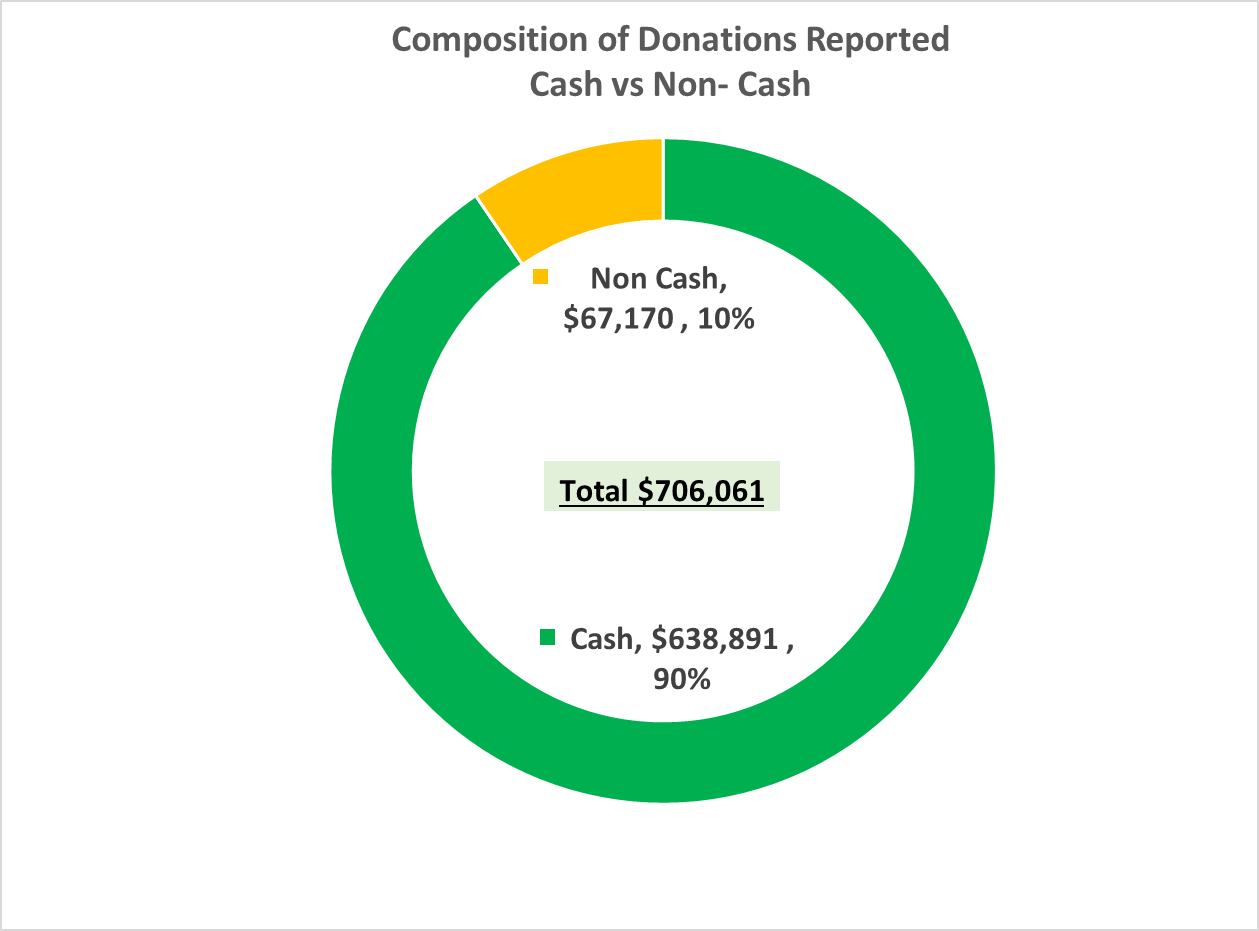 Composition of Donations Reported
Cash vs Non- Cash
Non Cash,
$67,170 , 10%
Total $706,061
Cash, $638,891 ,
90%